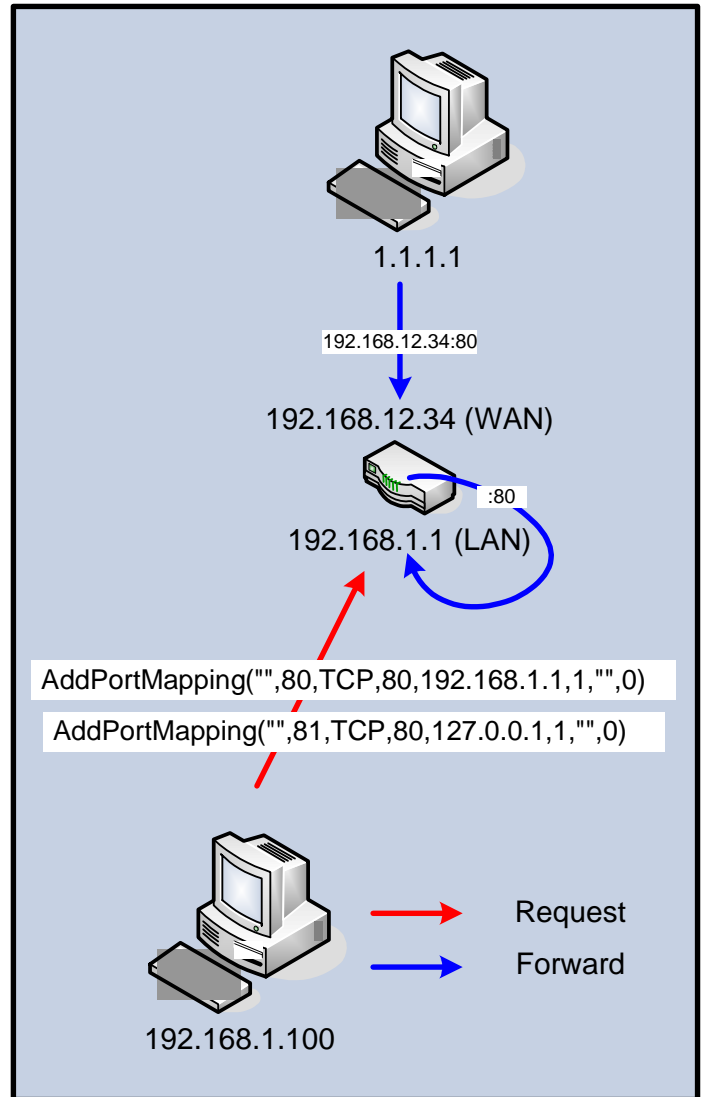 1.1.1.1
192.168.12.34:80
192.168.12.34 (WAN)
:80
192.168.1.1 (LAN)
AddPortMapping("",80,TCP,80,192.168.1.1,1,"",0)
AddPortMapping("",81,TCP,80,127.0.0.1,1,"",0)
Request
Forward
192.168.1.100